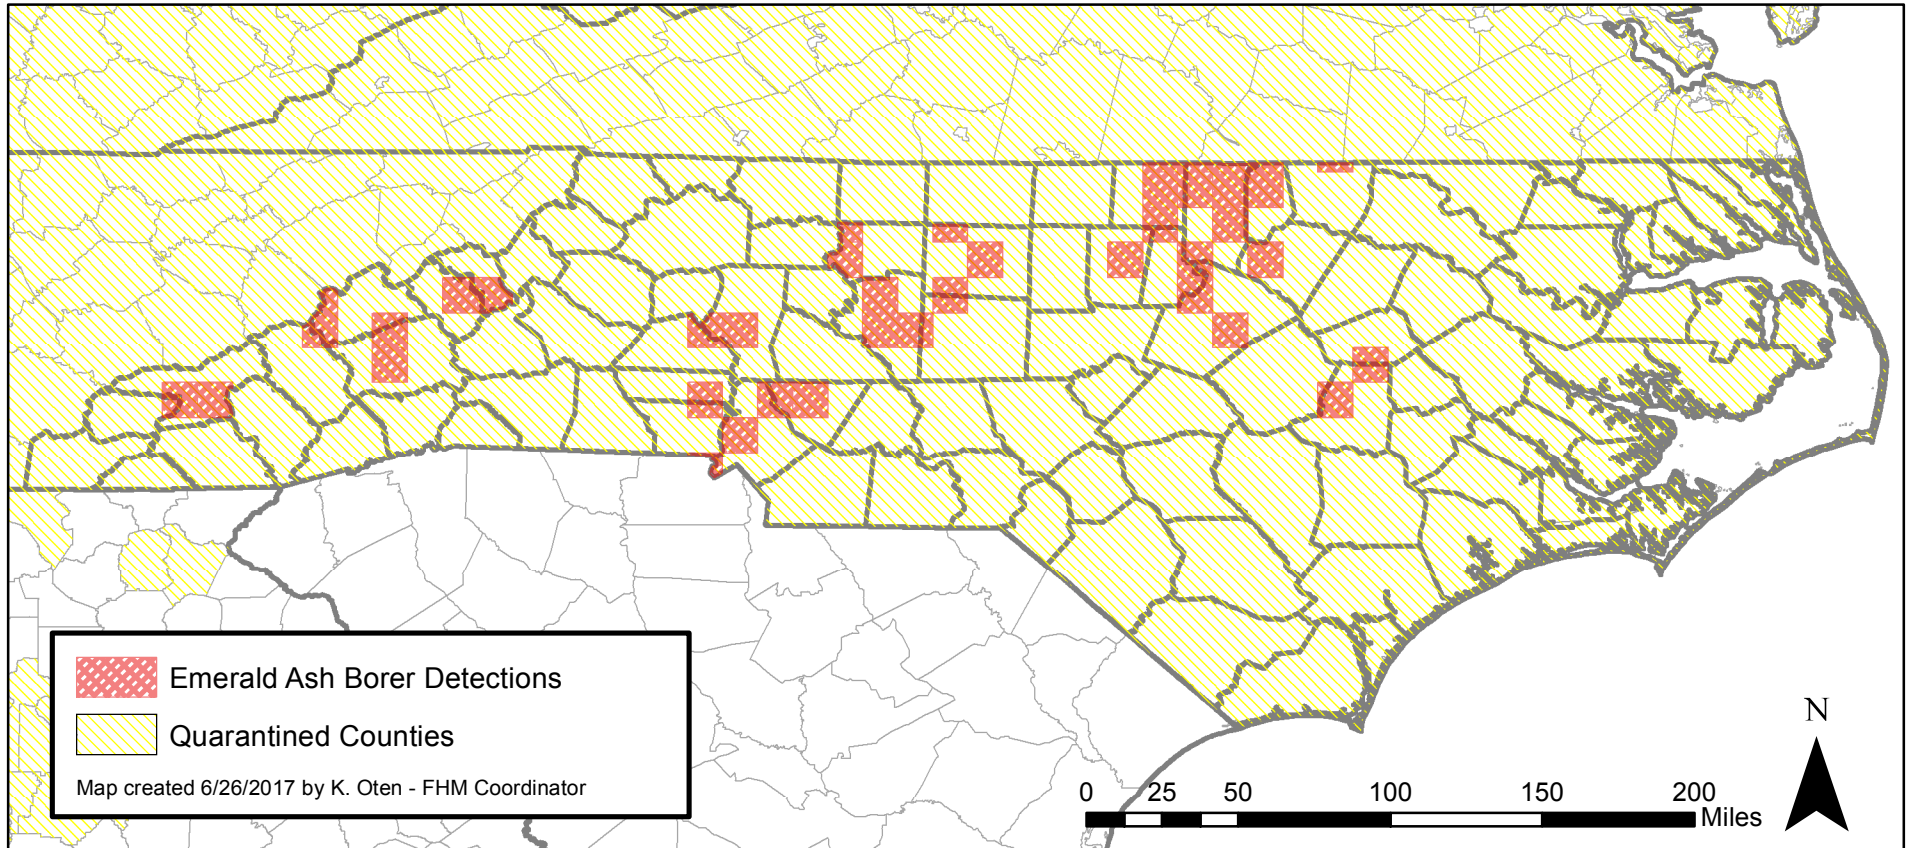 Emerald Ash Borer Detections
Quarantined Counties
Map created 6/26/2017 by K. Oten - FHM Coordinator
N
0 25 50 100 150 200
Miles